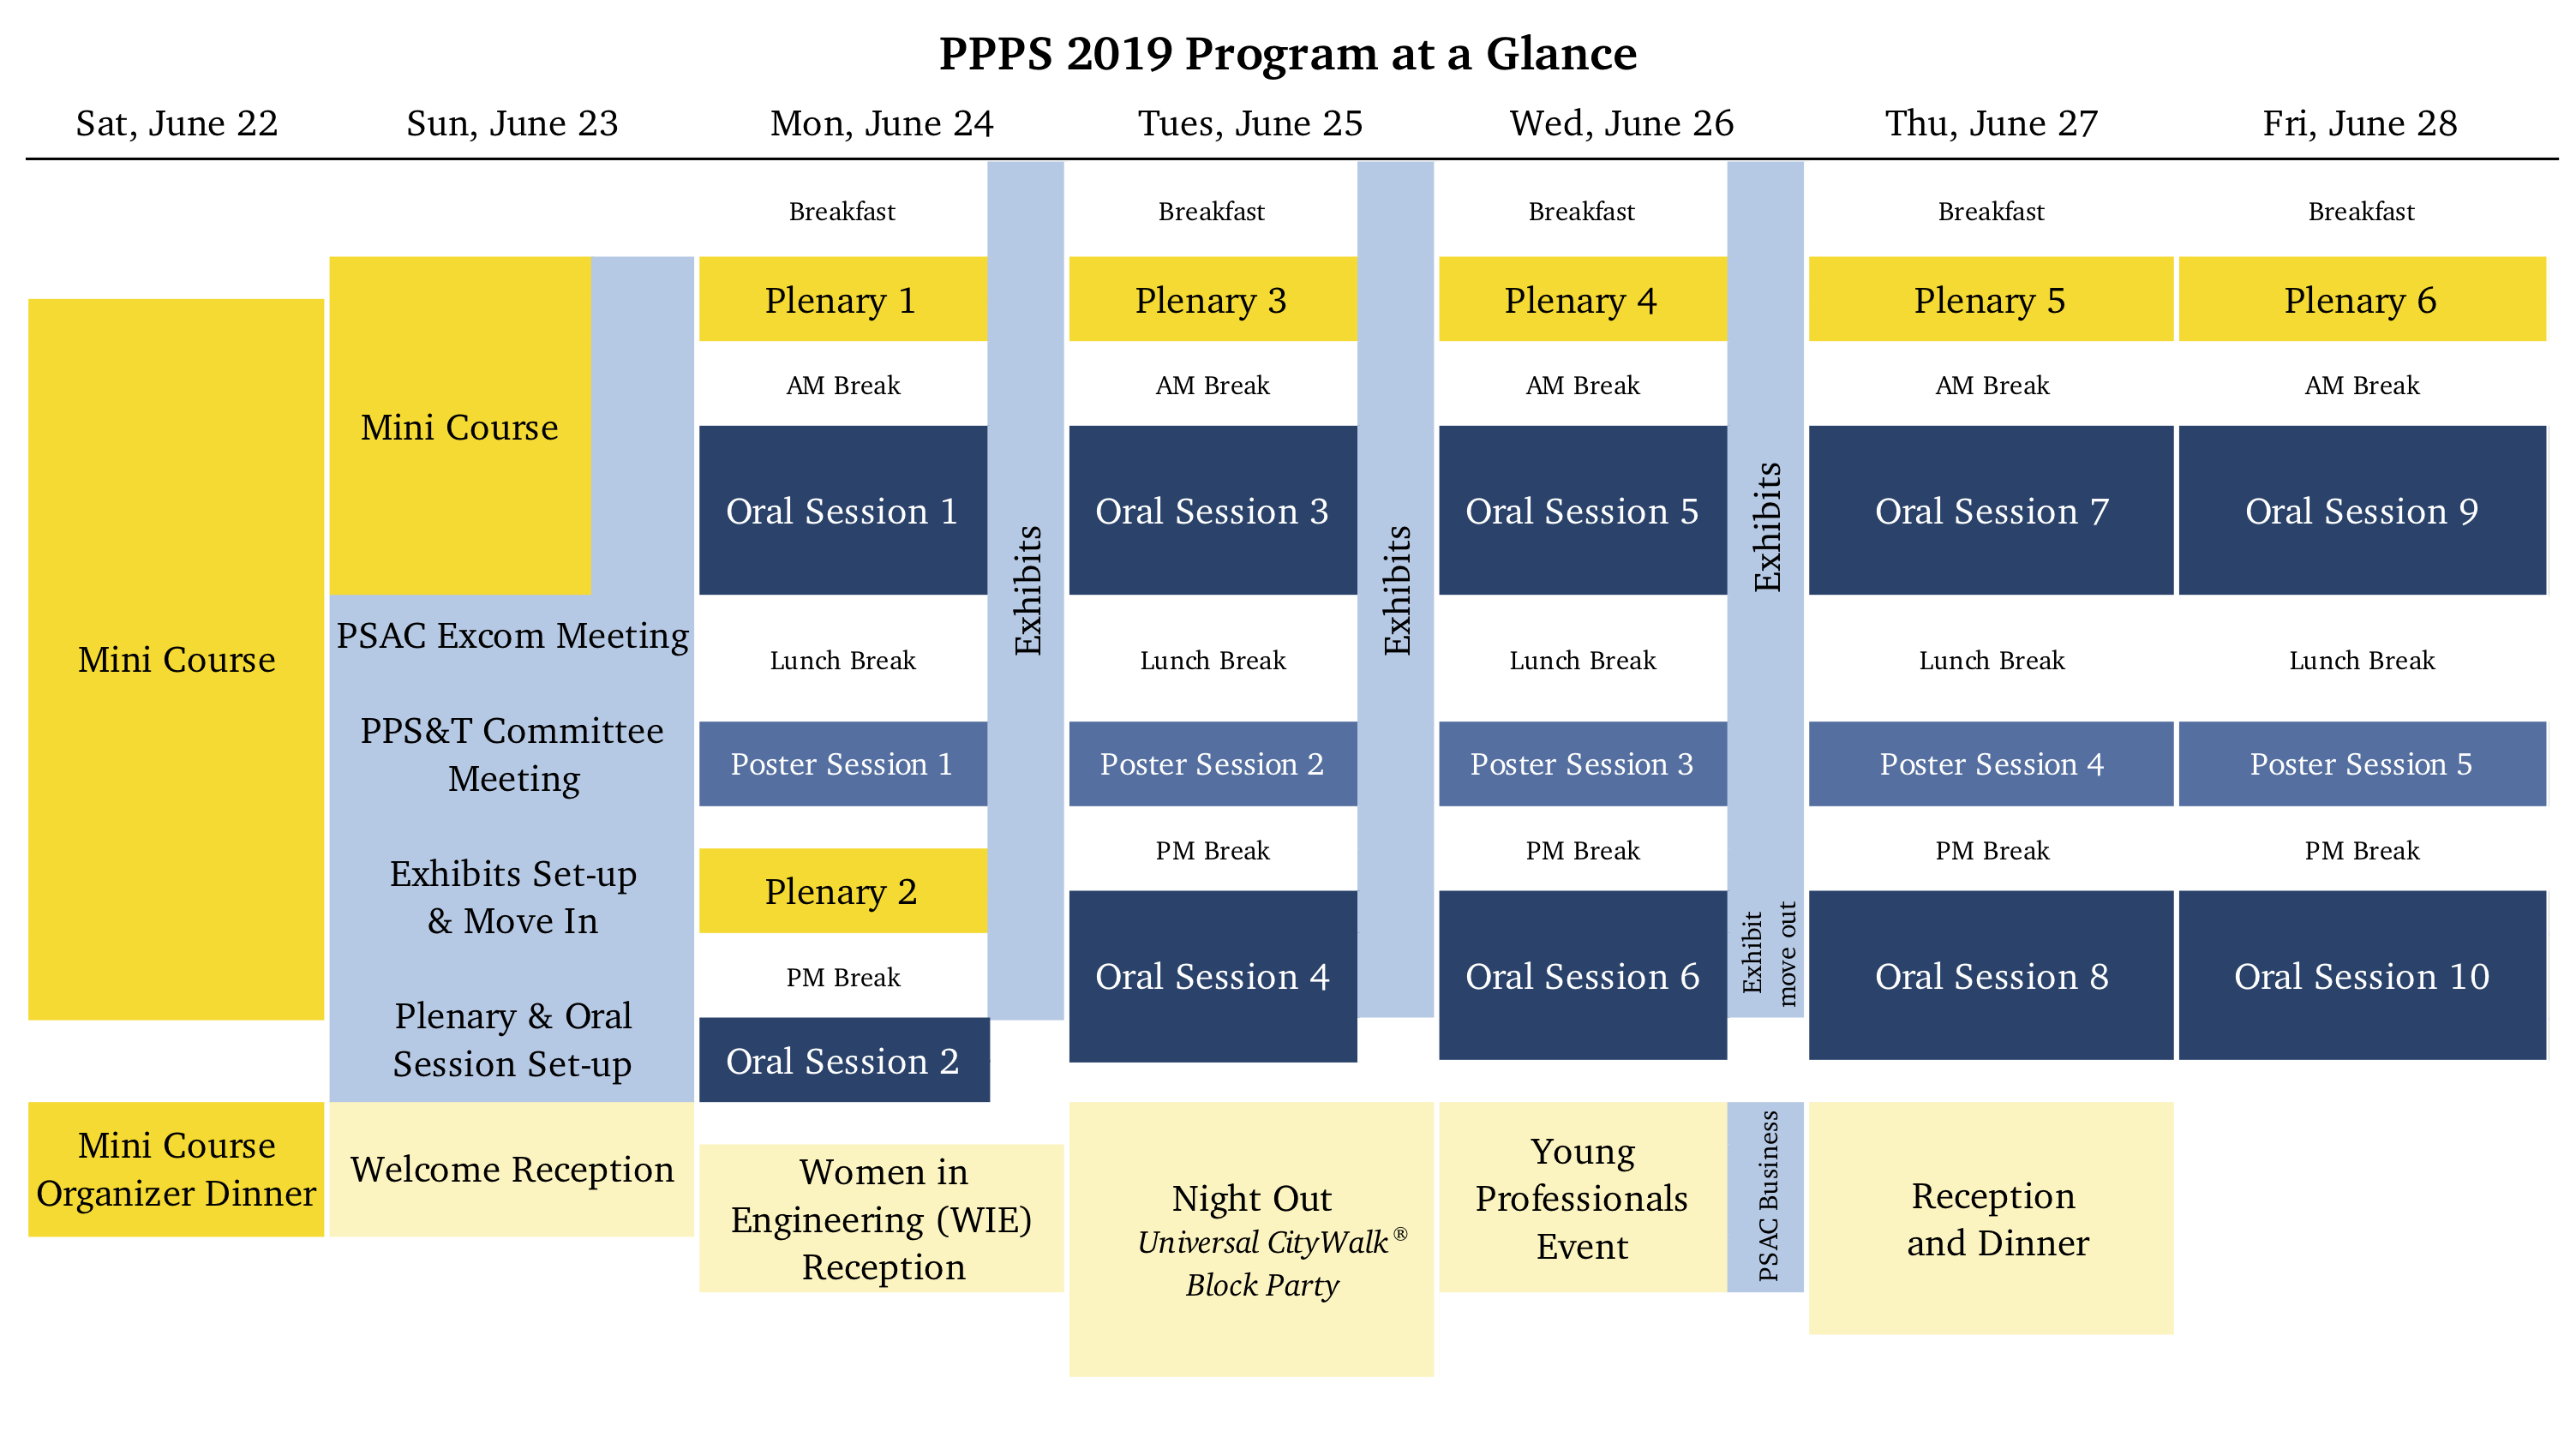 PPPS 2019 Program at a Glance
Sat, June 22
Sun, June 23
Mon, June 24
Tues, June 25
Wed, June 26
Thu, June 27
Fri, June 28
Mini Course
Mini Course
Organizer Dinner
Mini Course
PSAC Excom Meeting
PPS&T Committee
Meeting
Exhibits Set-up
& Move In
Plenary & Oral
Session Set-up
Welcome Reception
Breakfast
Plenary 1
AM Break
Oral Session 1
Lunch Break
Poster Session 1
Plenary 2
PM Break
Oral Session 2
Exhibits
Women in
Engineering (WIE)
Reception
Breakfast
Plenary 3
AM Break
Oral Session 3
Lunch Break
Poster Session 2
PM Break
Oral Session 4
Exhibits
Night Out
Universal CityWalk®
Block Party
Breakfast
Plenary 4
AM Break
Oral Session 5
Lunch Break
Poster Session 3
PM Break
Oral Session 6
Exhibits
Exhibit
move out
Young
Professionals
Event
PSAC Business
Breakfast
Plenary 5
AM Break
Oral Session 7
Lunch Break
Poster Session 4
PM Break
Oral Session 8
Reception
and Dinner
Breakfast
Plenary 6
AM Break
Oral Session 9
Lunch Break
Poster Session 5
PM Break
Oral Session 10